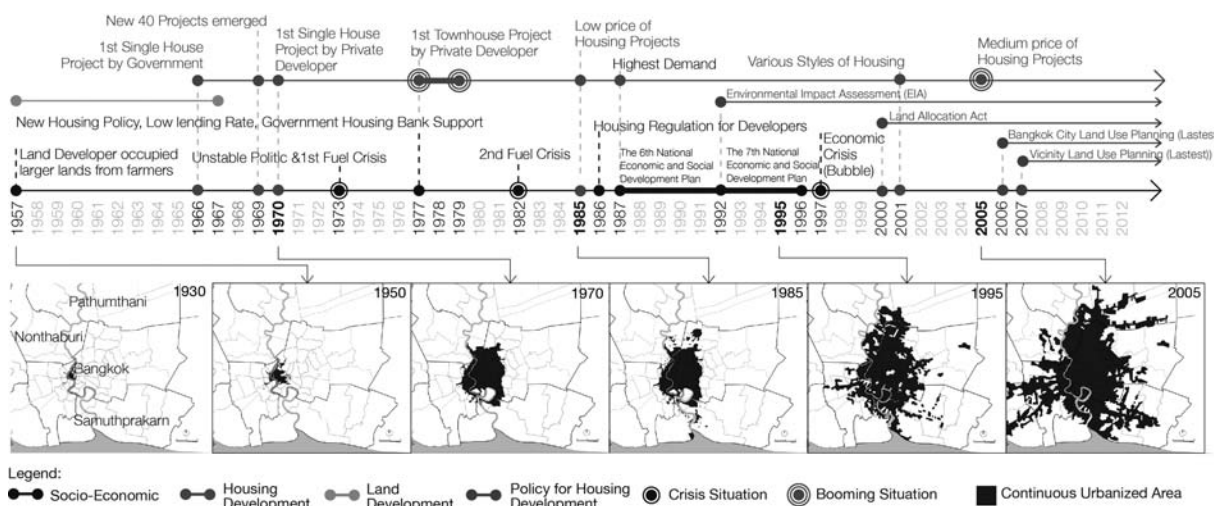 New 40 Projects emerged
1st Single House
Project by Government
1st Single House
Project by Private
Developer
1st Townhouse Project
by Private Developer
Low price of
Housing Projects
Highest Demand
Various Styles of Housing
Medium price of
Housing Projects
Environmental Impact Assessment (EIA)
Land Allocation Act
New Housing Policy, Low lending Rate, Government Housing Bank Support
Housing Regulation for Developers
Bangkok City Land Use Planning (Lastes
Vicinity Land Use Planning (Lastest))
Land Developer occupied
larger lands from farmers
Unstable Politic &1st Fuel Crisis
2nd Fuel Crisis
The 6th National
Economic and Social
Development Plan
The 7th National
Economic and Social
Development Plan
Economic
Crisis
(Bubble)
1957
1958
1959
1960
1961
1962
1963
1964
1965
1966
1967
1968
1969
1970
1971
1972
1973
1974
1975
1976
1977
1978
1979
1980
1981
1982
1983
1984
1985
1986
1987
1988
1989
1990
1991
1992
1993
1994
1995
1996
1997
1998
1999
2000
2001
2002
2003
2004
2005
2006
2007
2008
2009
2010
2011
2012
1930
Pathumthani
Nonthaburi
Bangkok
Samuthprakarn
1950
1970
1985
1995
2005
Legend:
Socio-Economic
Housing
Development
Land
Development
Policy for Housing
Development
Crisis Situation
Booming Situation
Continuous Urbanized Area